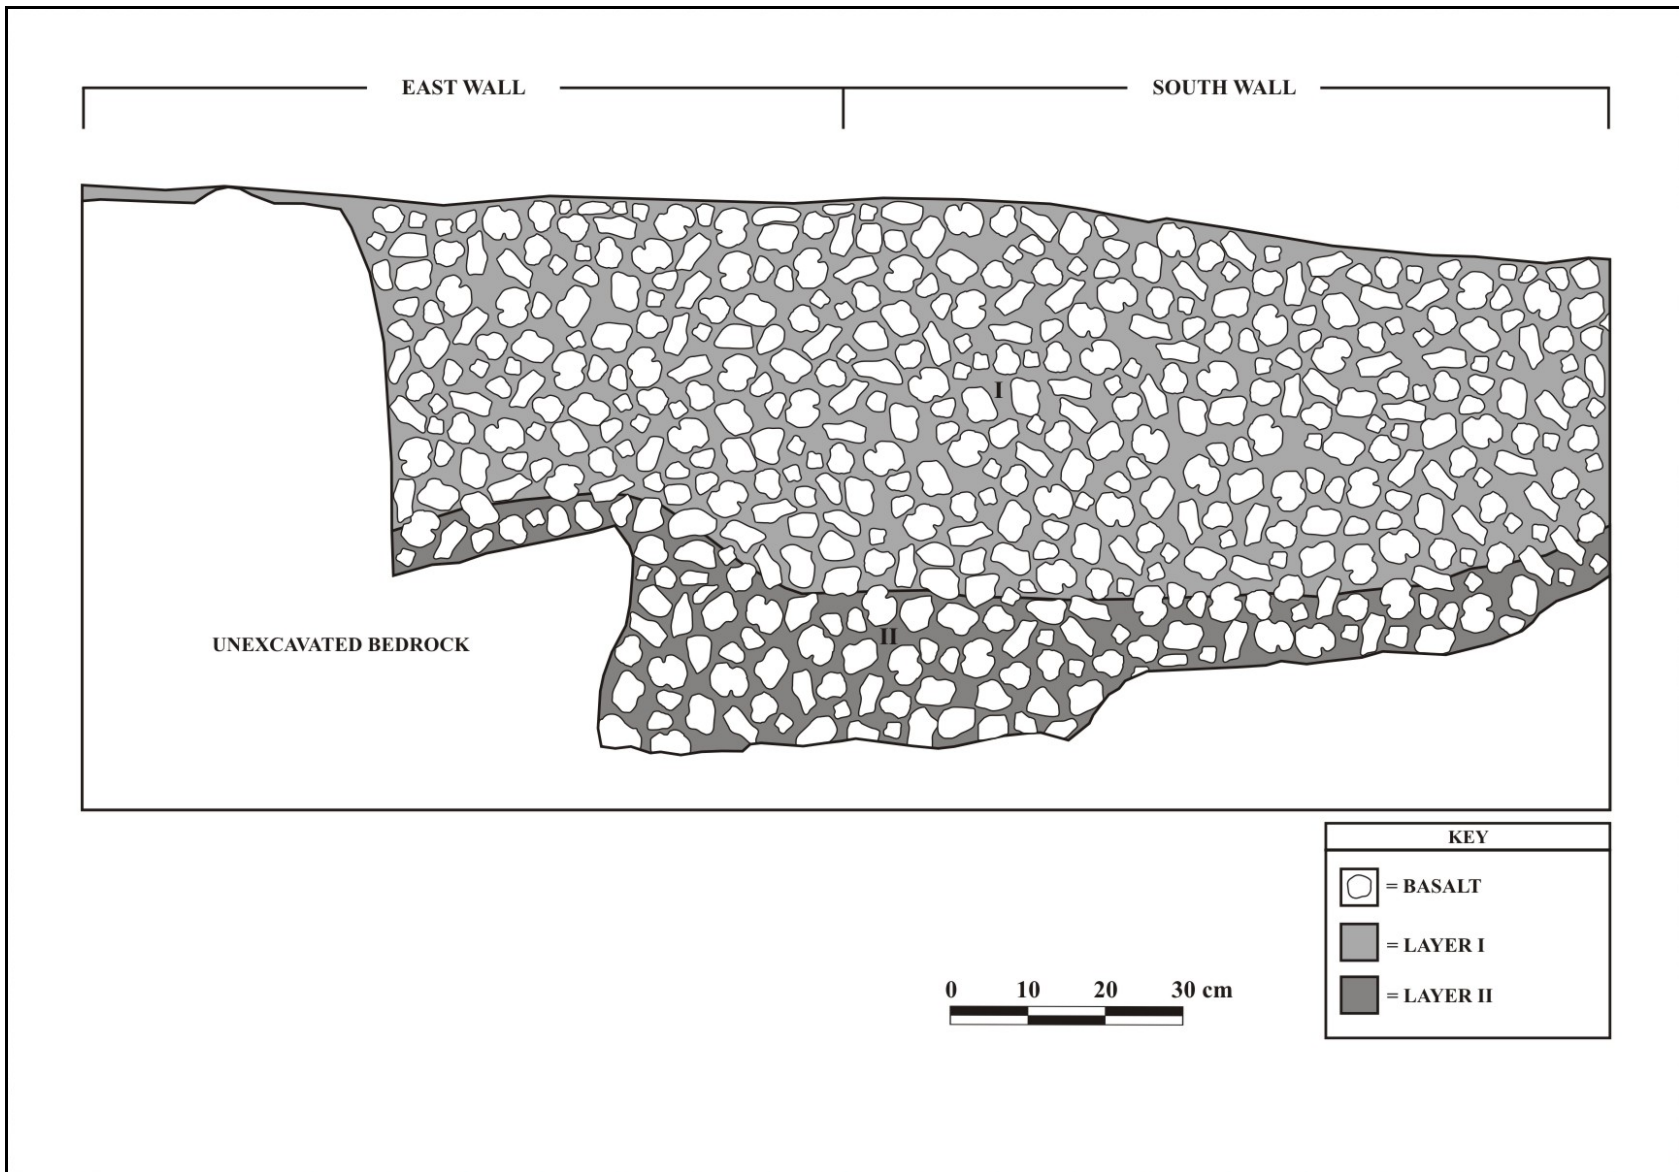 EAST WALL
SOUTH WALL
I
II
UNEXCAVATED BEDROCK
KEY
= BASALT
= LAYER I
= LAYER II
0 10 20 30 cm